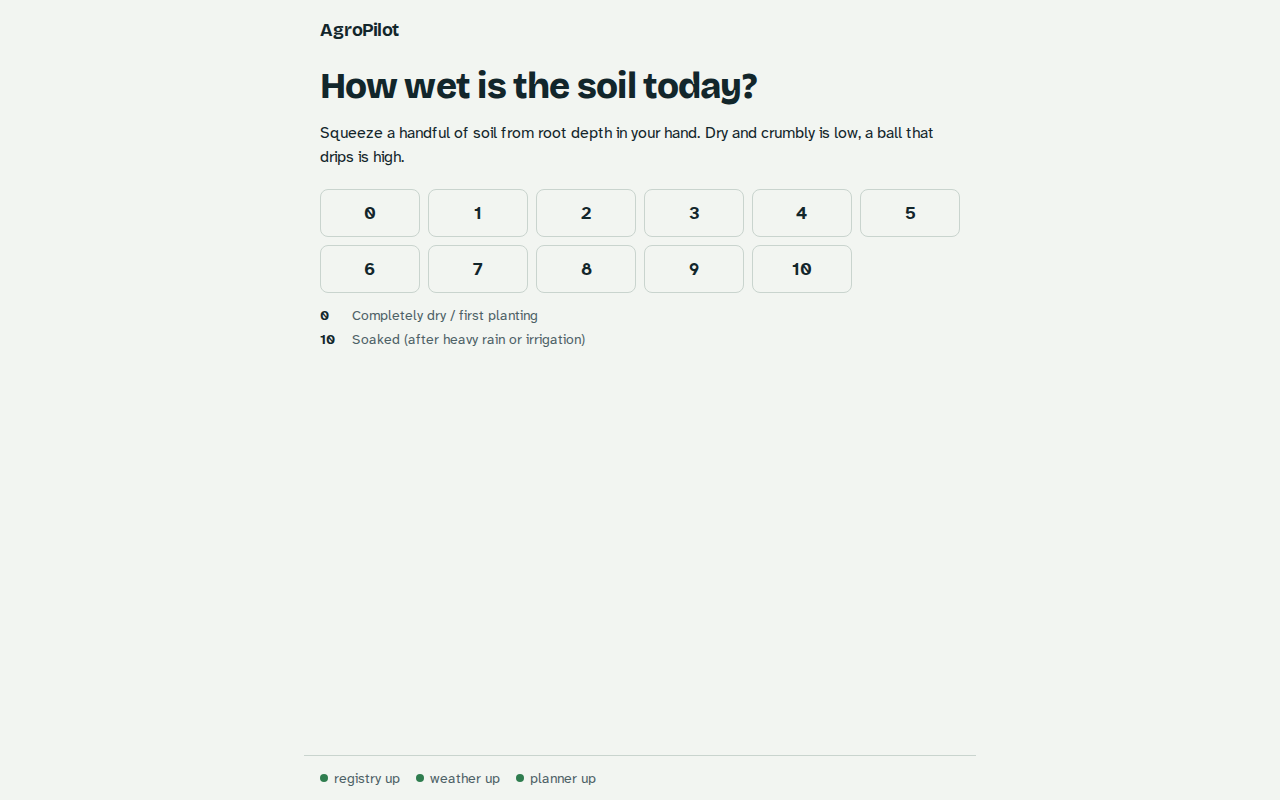 AgroPilot
How wet is the soil today?
Squeeze a handful of soil from root depth in your hand. Dry and crumbly is low, a ball that
drips is high.
0 1 2 3 4 5
6 7 8 9 10
0 Completely dry / first planting
10 Soaked (after heavy rain or irrigation)
registry up weather up planner up